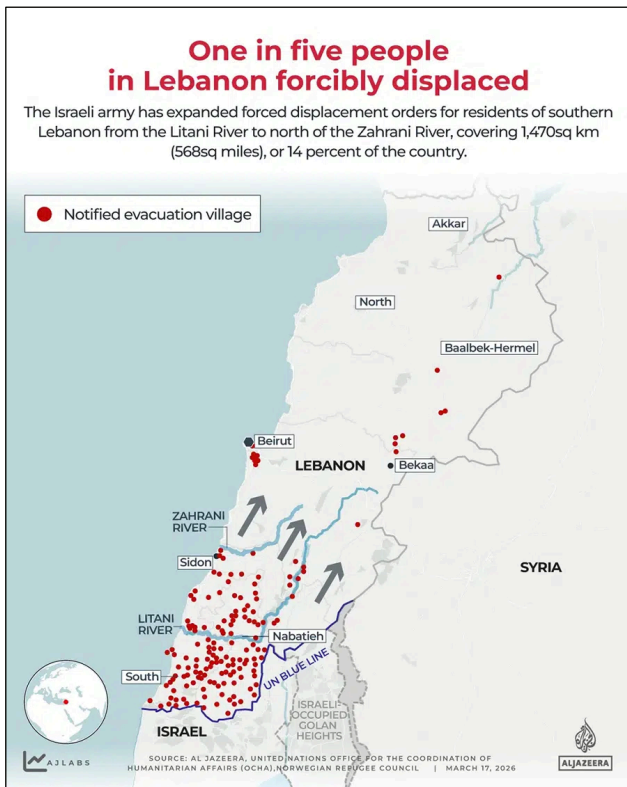 One in five people
in Lebanon forcibly displaced
The Israeli army has expanded forced displacement orders for residents of southern
Lebanon from the Litani River to north of the Zahrani River, covering 1,470sq km
(568sq miles), or 14 percent of the country.
Notified evacuation village
Akkar
North
Baalbek-Hermel
Beirut
LEBANON
Bekaa
ZAHRANI
RIVER
Sidon
SYRIA
LITANI
RIVER
Nabatieh
South
UN BLUE LINE
ISRAEL
ISRAELI-
OCCUPIED
GOLAN
HEIGHTS
AJLABS
SOURCE: AL JAZEERA, UNITED NATIONS OFFICE FOR THE COORDINATION OF
HUMANITARIAN AFFAIRS (OCHA),NORWEGIAN REFUGEE COUNCIL | MARCH 17, 2026
ALJAZEERA